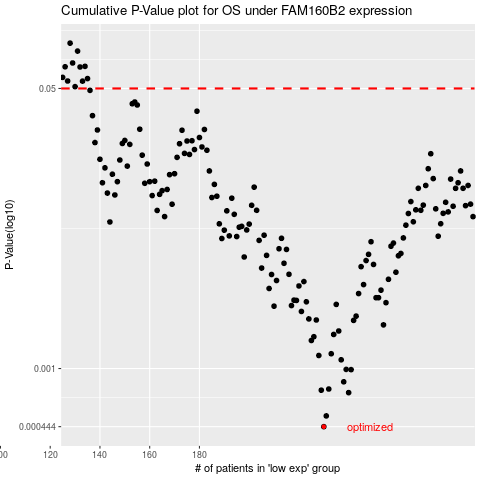 Cumulative P-Value plot for OS under FAM160B2 expression
0.05
P-Value(log10)
0.001
0.000444
optimized
00 120 140 160 180
# of patients in 'low exp' group